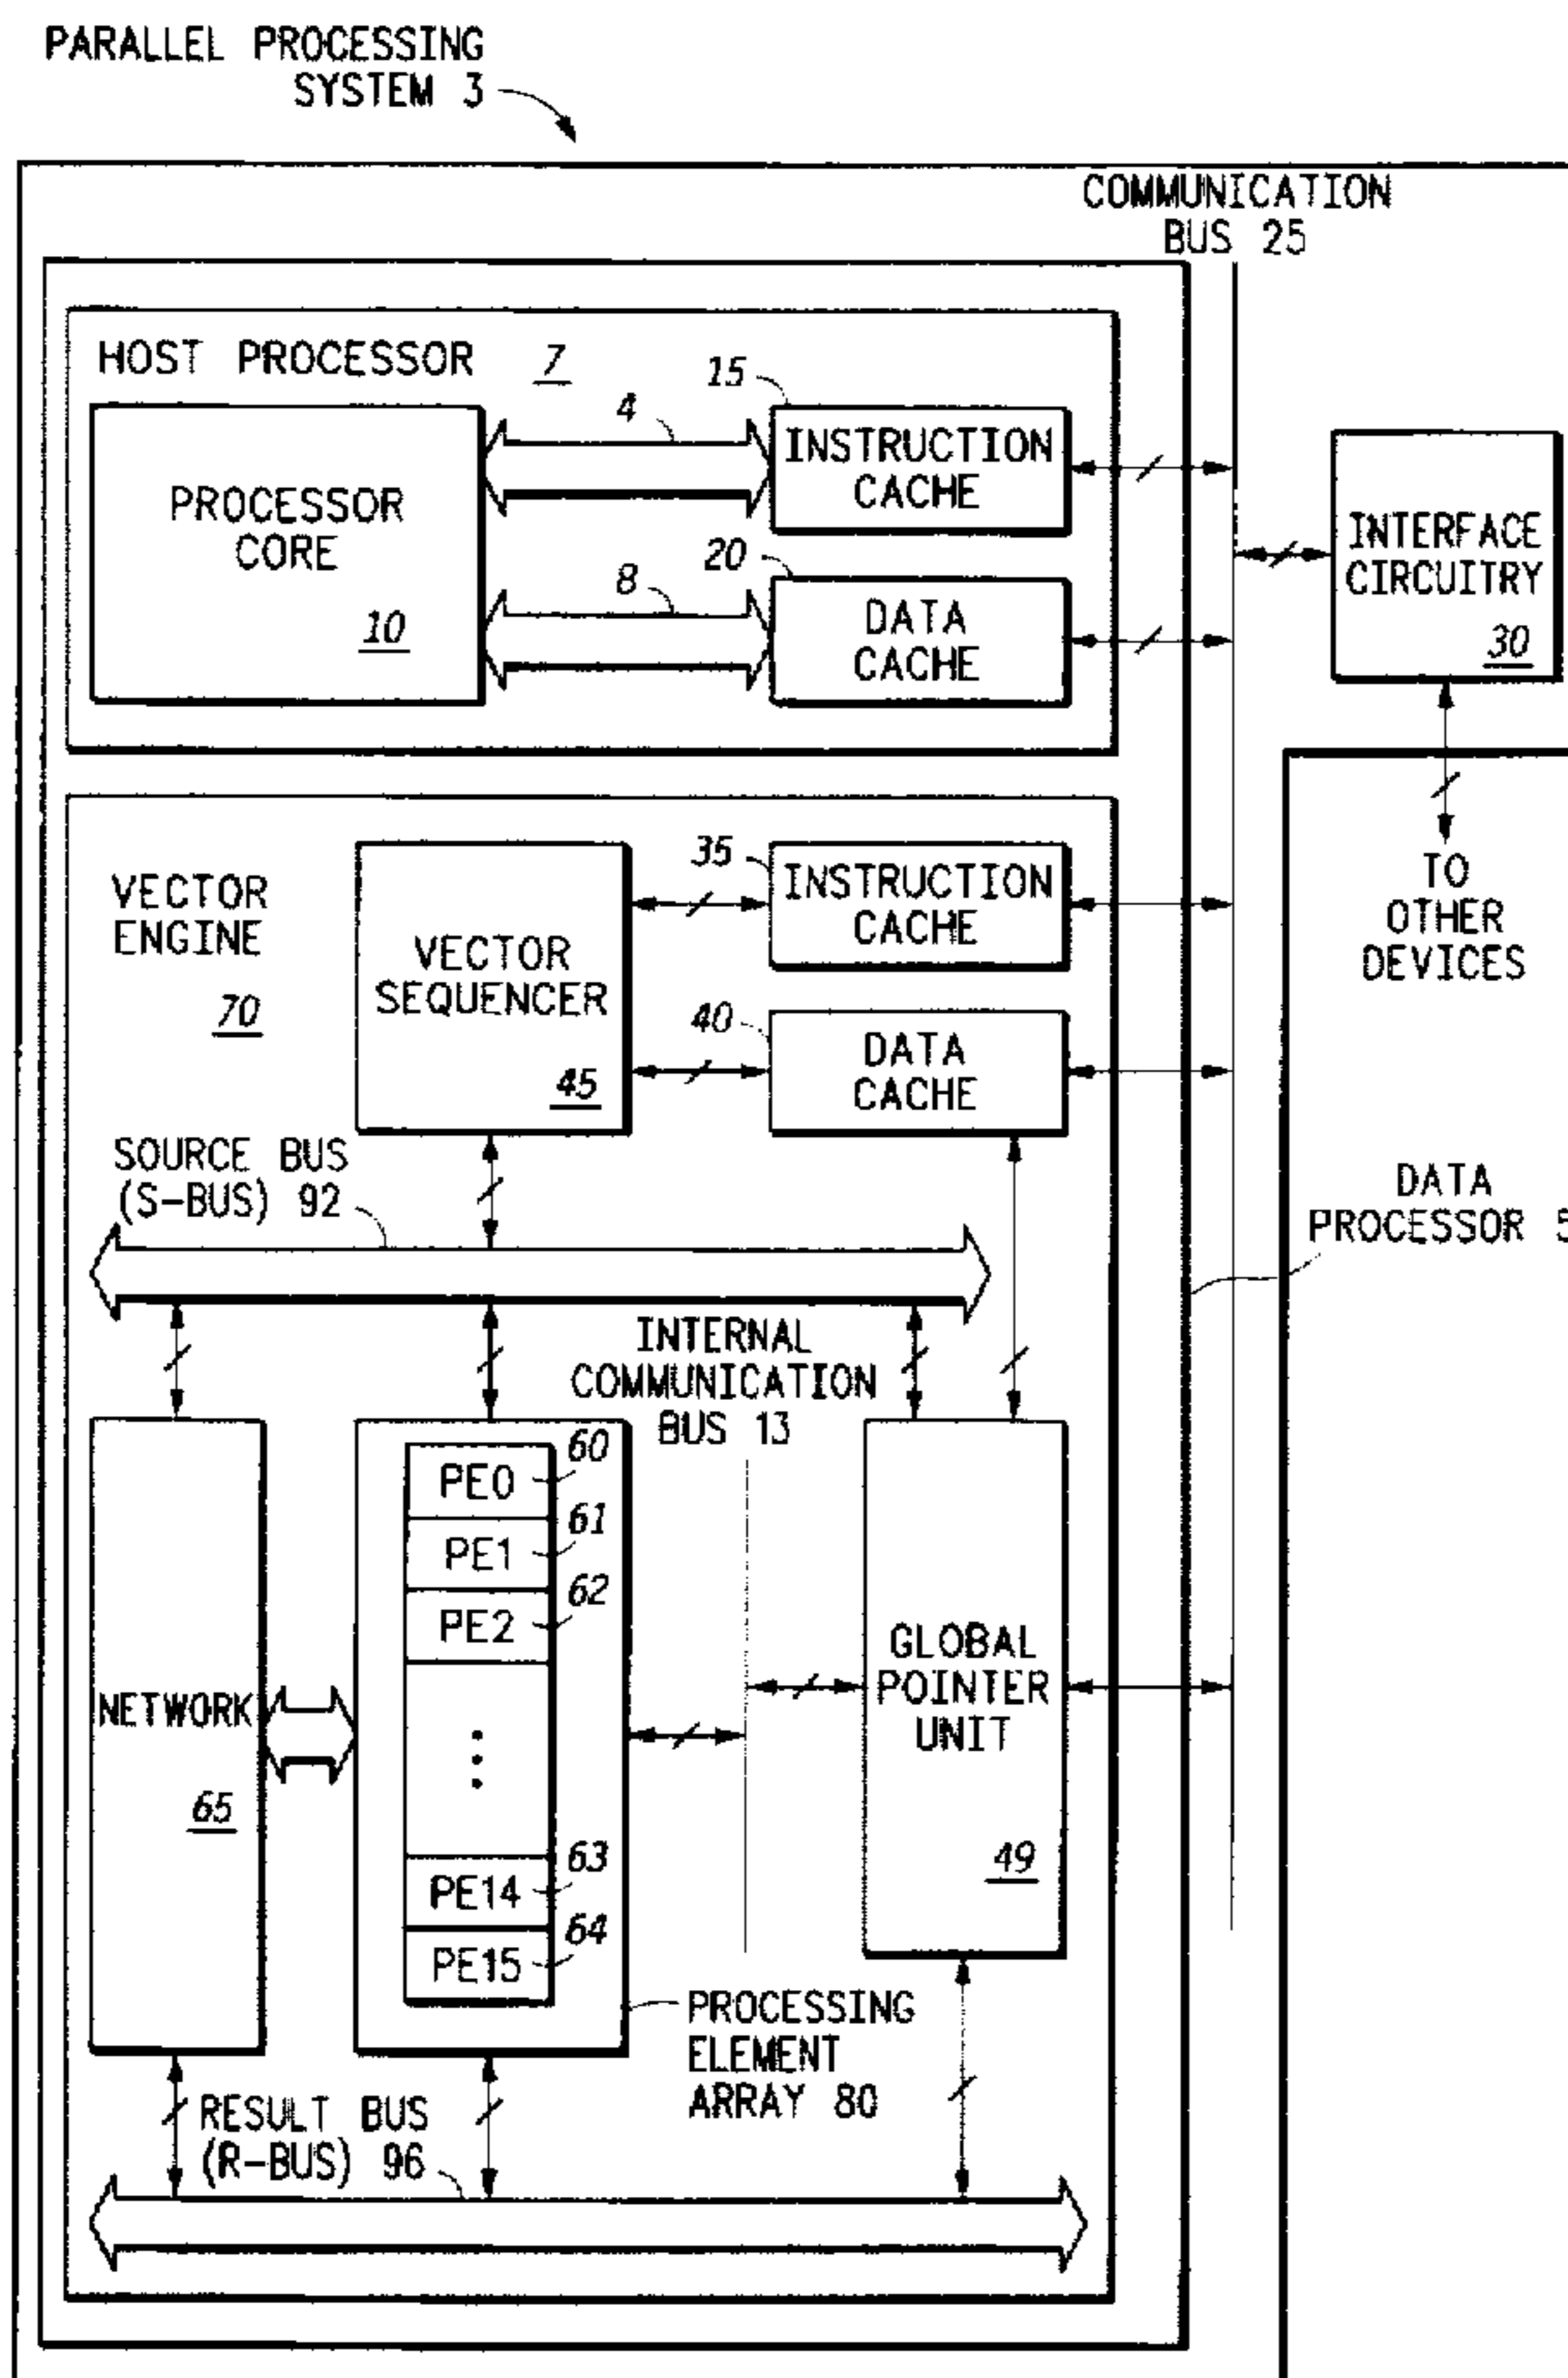 PARALLEL PROCESSING
SYSTEM 3
COMMUNICATION
BUS 25
HOST PROCESSOR
7
PROCESSOR
CORE
10
4
15
INSTRUCTION
CACHE
8
20
DATA
CACHE
INTERFACE
CIRCUITRY
30
TO
OTHER
DEVICES
VECTOR
ENGINE
70
VECTOR
SEQUENCER
45
35
INSTRUCTION
CACHE
40
DATA
CACHE
SOURCE BUS
(S-BUS) 92
DATA
PROCESSOR 5
INTERNAL
COMMUNICATION
BUS 13
NETWORK
65
PE0
60
PE1
61
PE2
62
PE14
63
PE15
64
GLOBAL
POINTER
UNIT
49
PROCESSING
ELEMENT
ARRAY 80
RESULT BUS
(R-BUS) 96